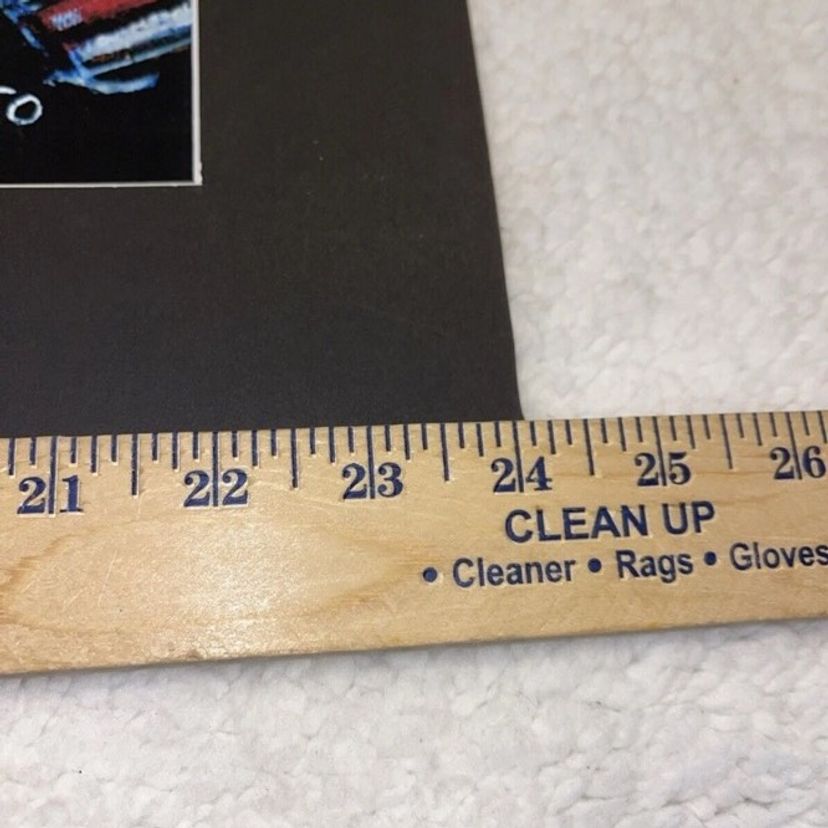 O
21 22 23 24 25 26
CLEAN UP
• Cleaner • Rags • Gloves